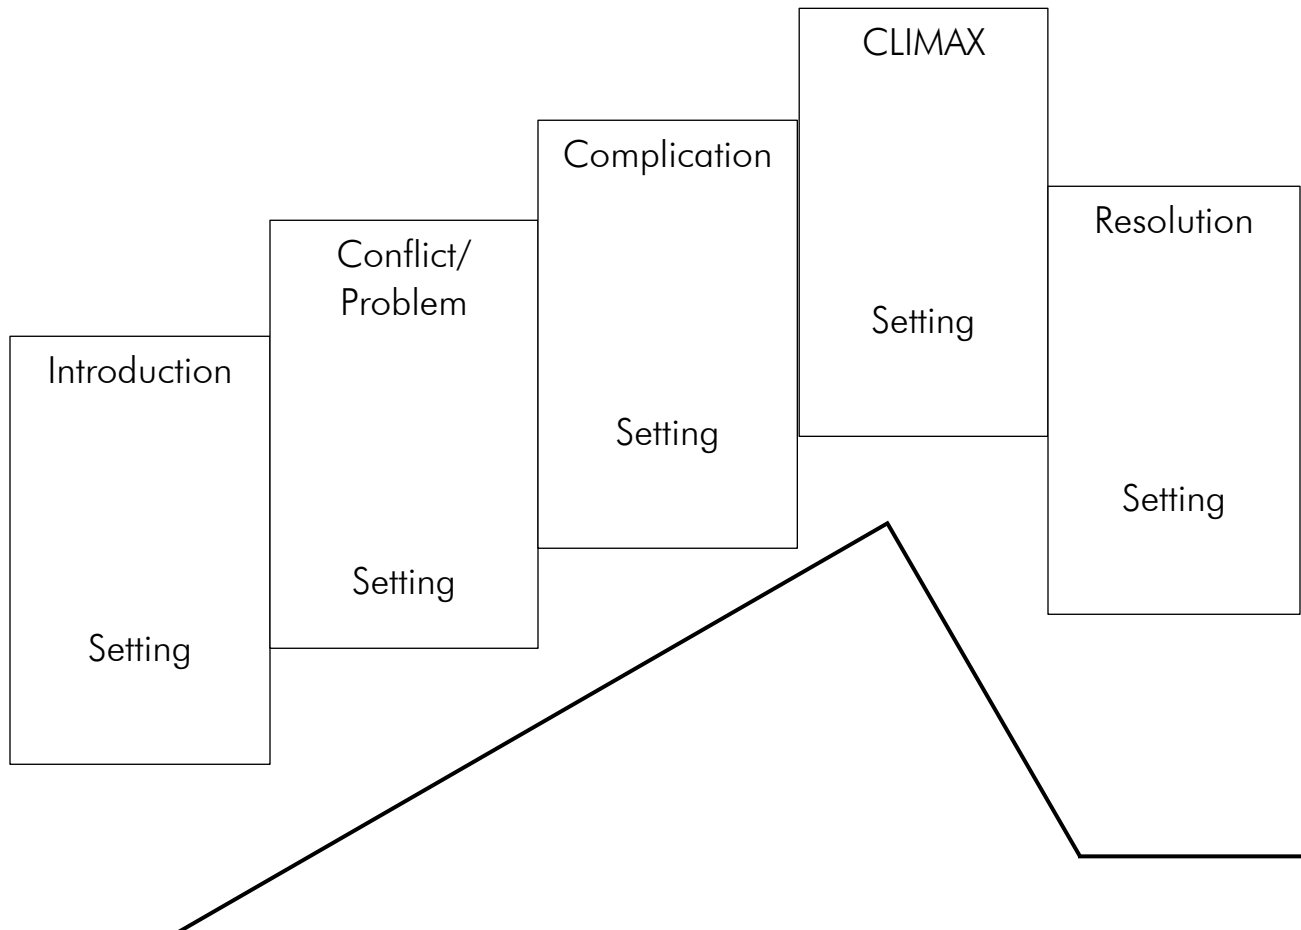 Introduction
Setting
Conflict/
Problem
Setting
Complication
Setting
CLIMAX
Setting
Resolution
Setting